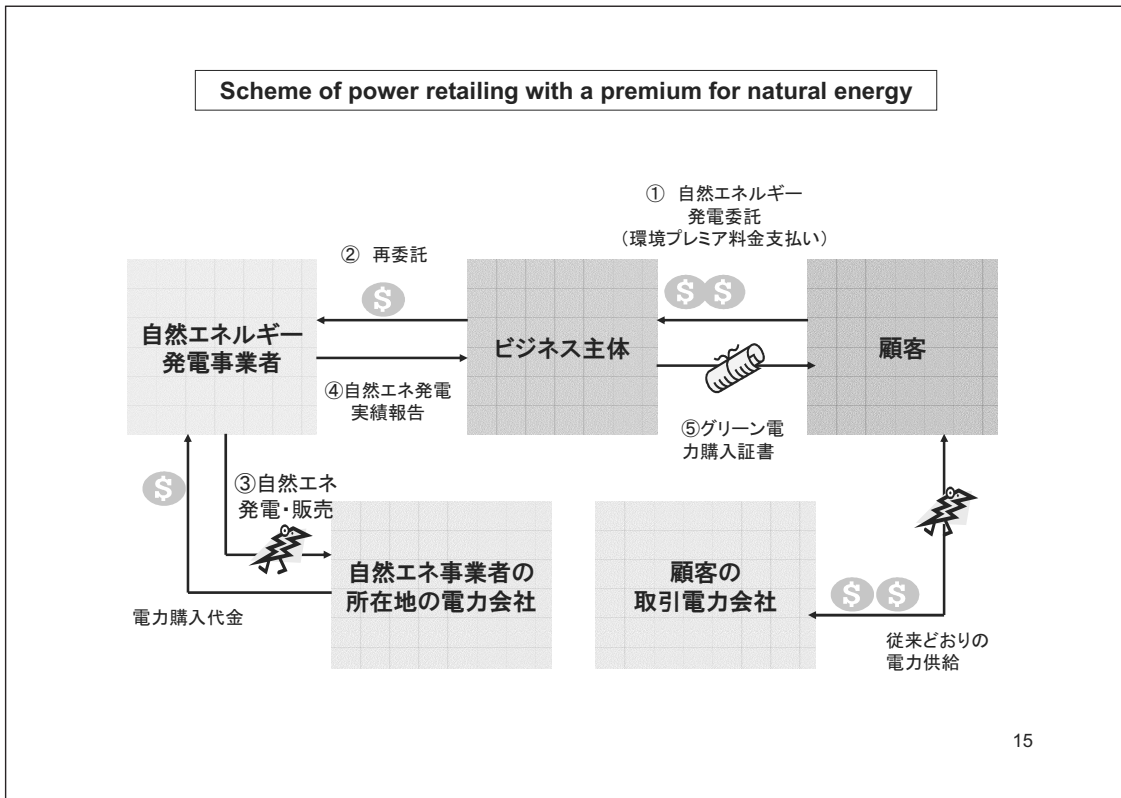 Scheme of power retailing with a premium for natural energy
① 自然エネルギー
発電委託
（環境プレミア料金支払い）
② 再委託
$
$ $
自然エネルギー
発電事業者
ビジネス主体
顧客
④自然エネ発電
実績報告
⑤グリーン電
力購入証書
$
③自然エネ
発電・販売
自然エネ事業者の
所在地の電力会社
顧客の
取引電力会社
$ $
電力購入代金
従来どおりの
電力供給
15